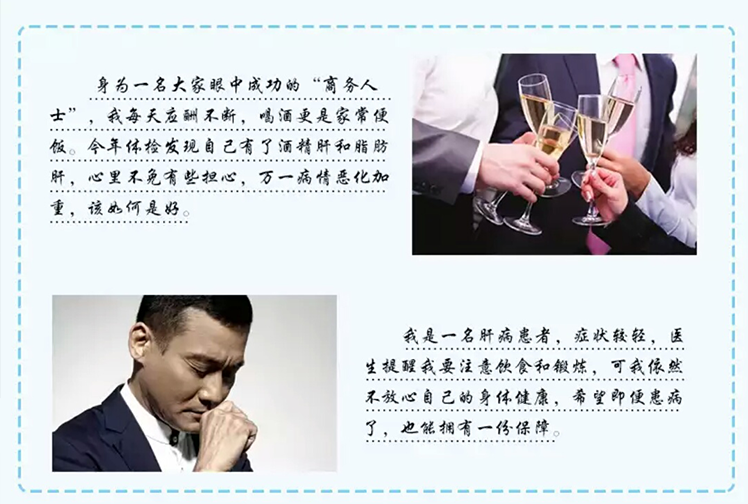 身为一名大家眼中成功的“商务人
士”，我每天应酬不断，喝酒更是家常便
饭。今年体检发现自己有了酒精肝和脂肪
肝，心里不免有些担心，万一病情恶化加
重，该如何是好。
我是一名肝病患者，症状较轻，医
生提醒我要注意饮食和锻炼，可我依然
不放心自己的身体健康，希望即便患病
了，也能拥有一份保障。